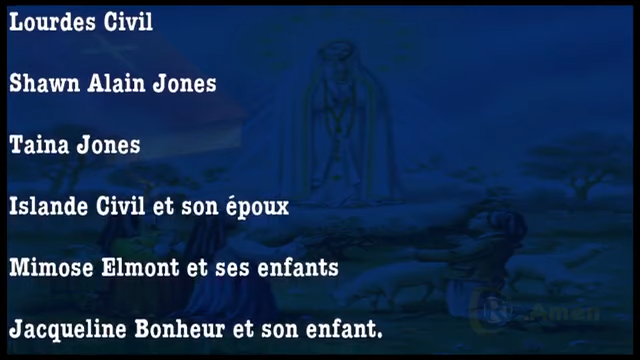 Lourdes Civil
Shawn Alain Jones
Taina Jones
Islande Civil et son époux
Mimose Elmont et ses enfants
Jacqueline Bonheur et son enfant.
Amen